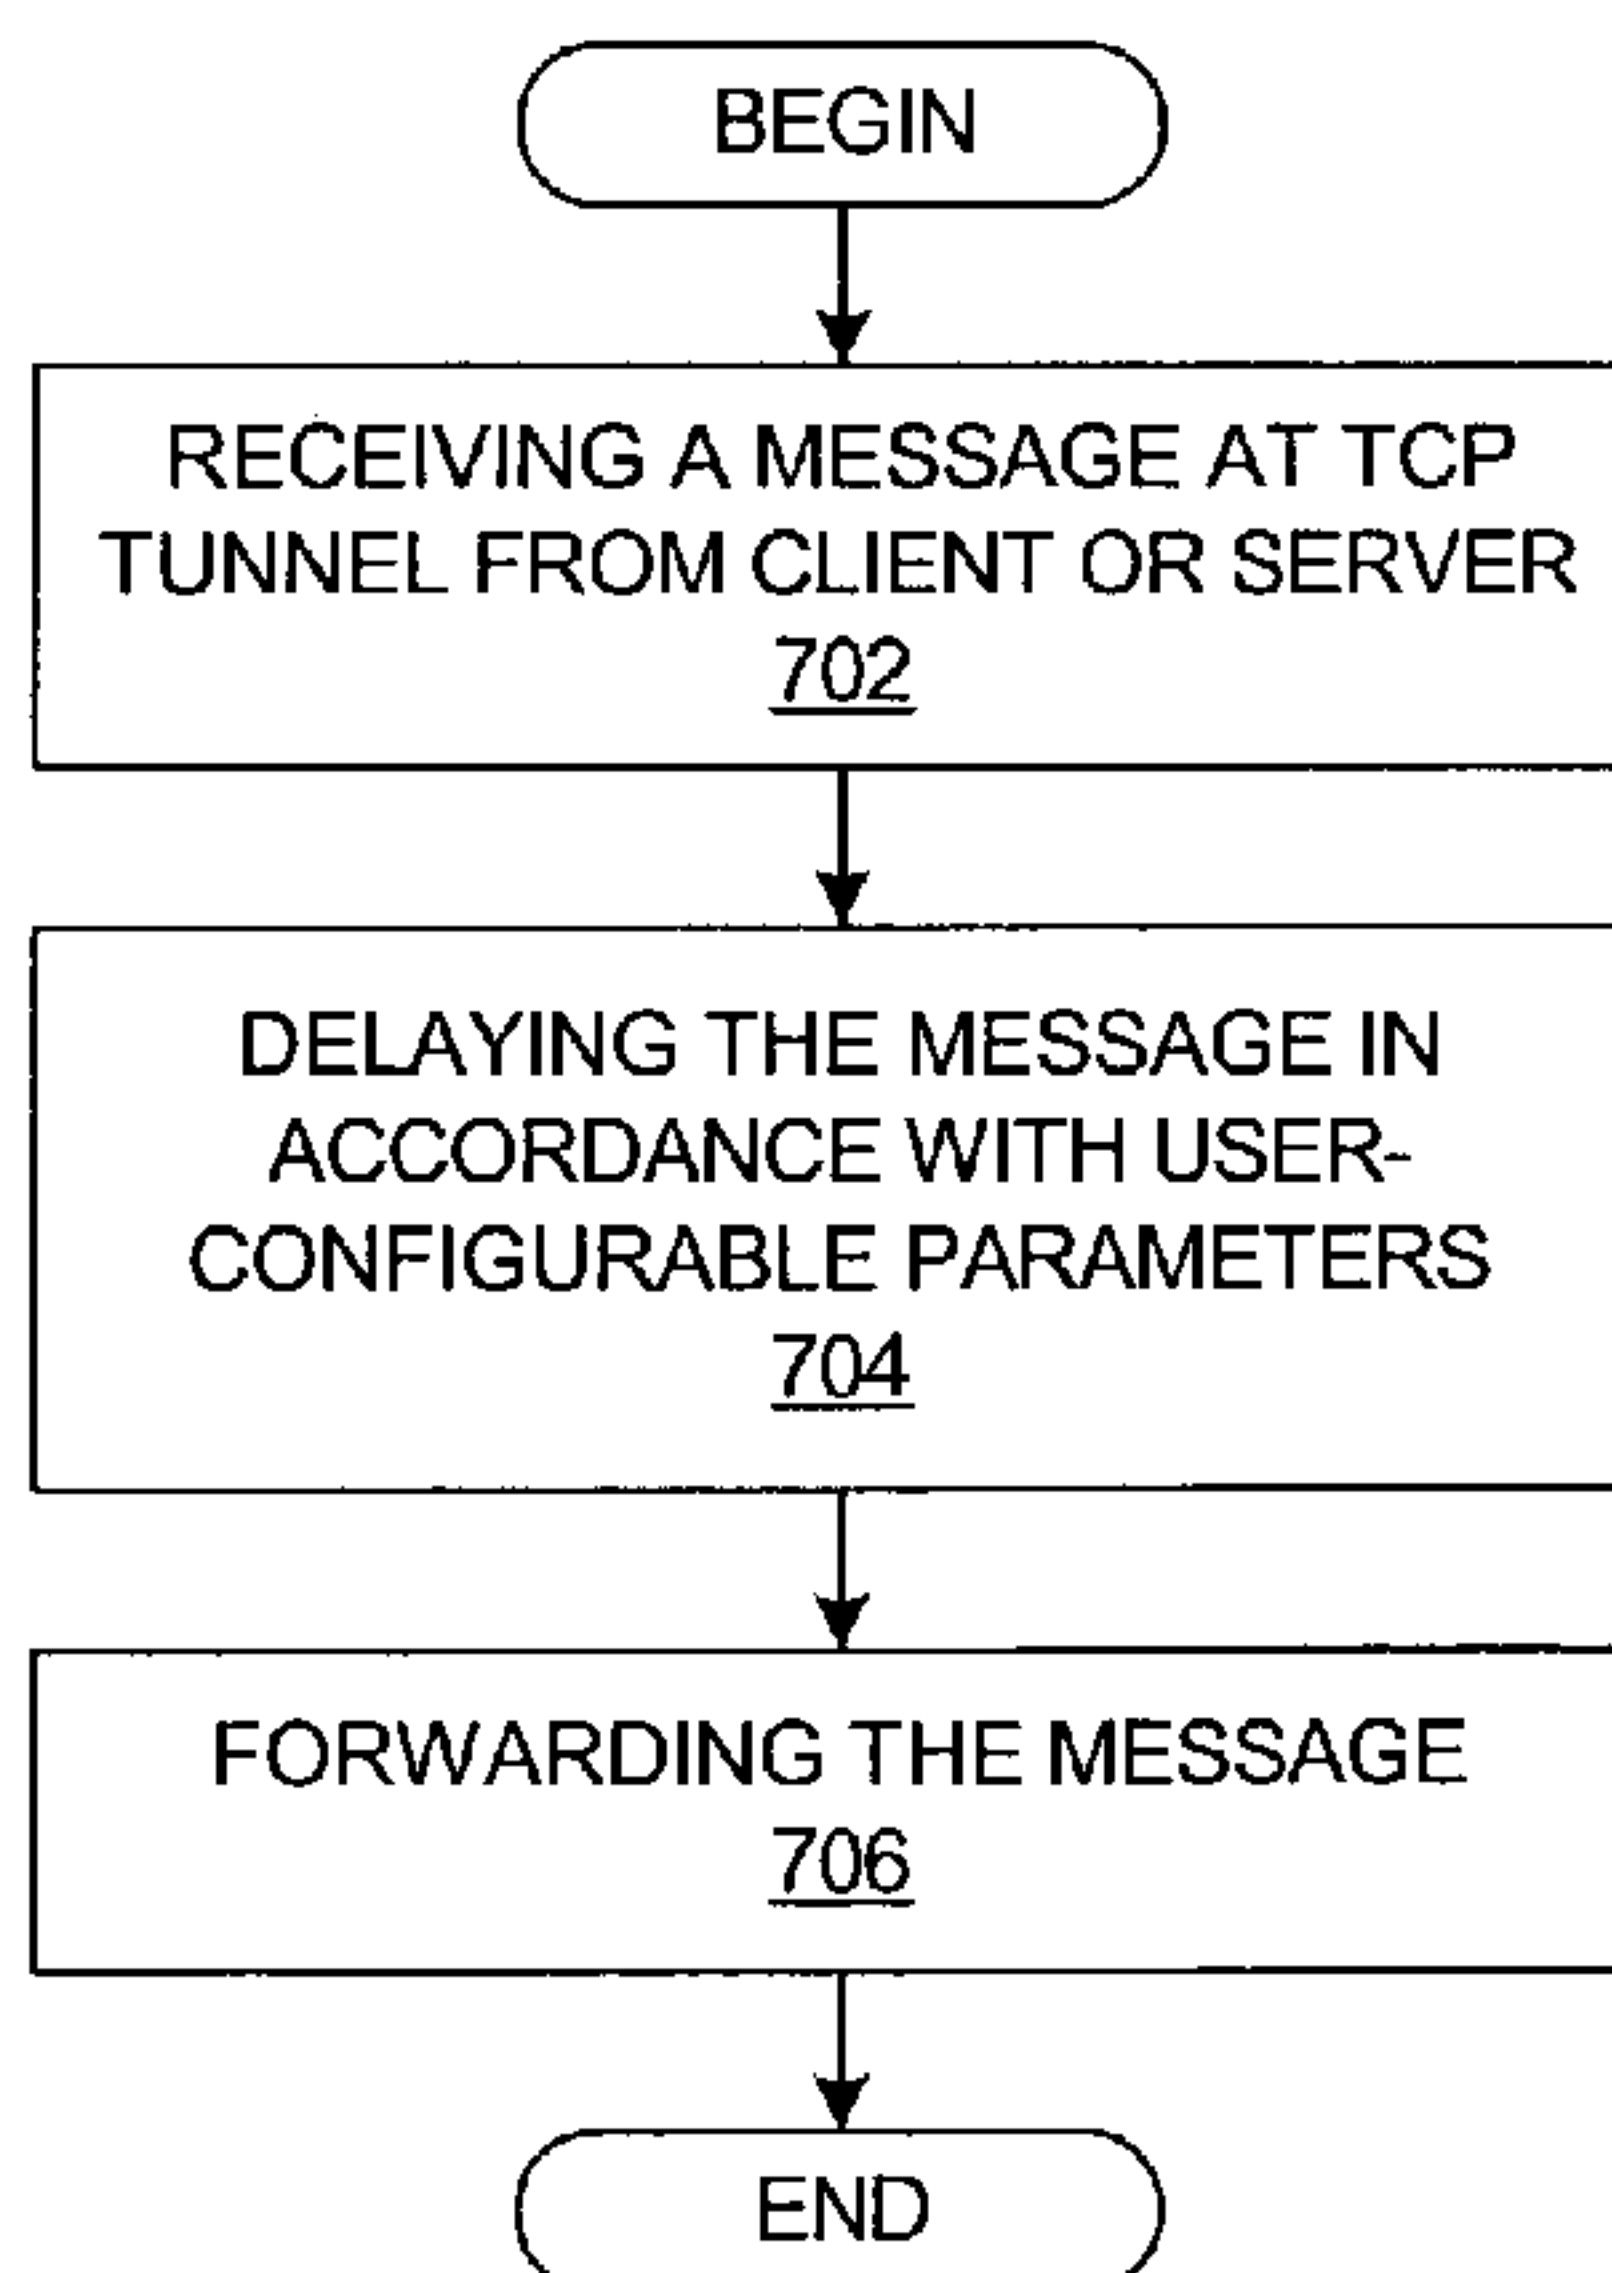 BEGIN
RECEIVING A MESSAGE AT TCP
TUNNEL FROM CLIENT OR SERVER
702
DELAYING THE MESSAGE IN
ACCORDANCE WITH USER-
CONFIGURABLE PARAMETERS
704
FORWARDING THE MESSAGE
706
END